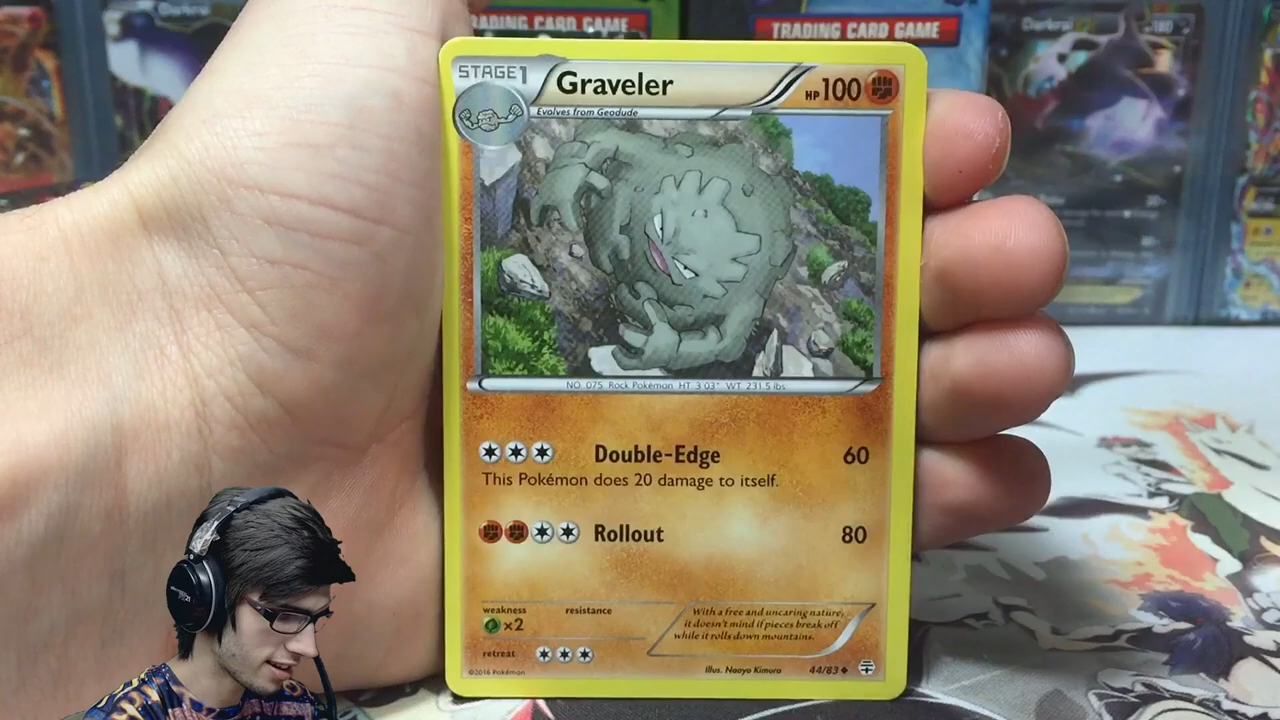 TRADING CARD GAME
TRADING CARD GAME
Darkrai
180
STAGE1
Graveler
HP100
Evolves from Geodude
NO. 075 Rock Pokémon HT 3'03" WT 231.5 lbs
Double-Edge 60
This Pokémon does 20 damage to itself.
Rollout 80
weakness resistance
×2
With a free and uncaring nature,
it doesn't mind if pieces break off
while it rolls down mountains.
retreat
©2016 Pokémon Illus. Naoyo Kimura 44/83